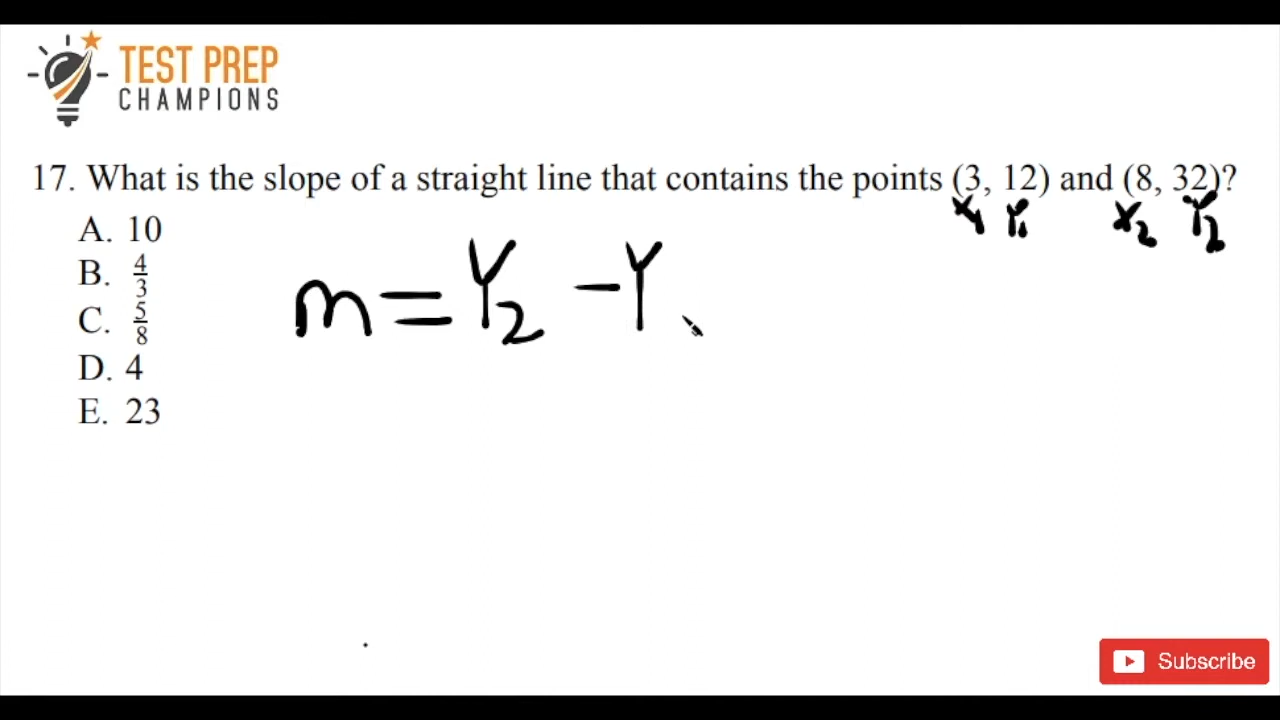 TEST PREP
CHAMPIONS
17. What is the slope of a straight line that contains the points (3, 12) and (8, 32)?
x1 Y1 x2 Y2
A. 10
B. 4/3
C. 5/8
D. 4
E. 23
m = Y2 - Y
Subscribe